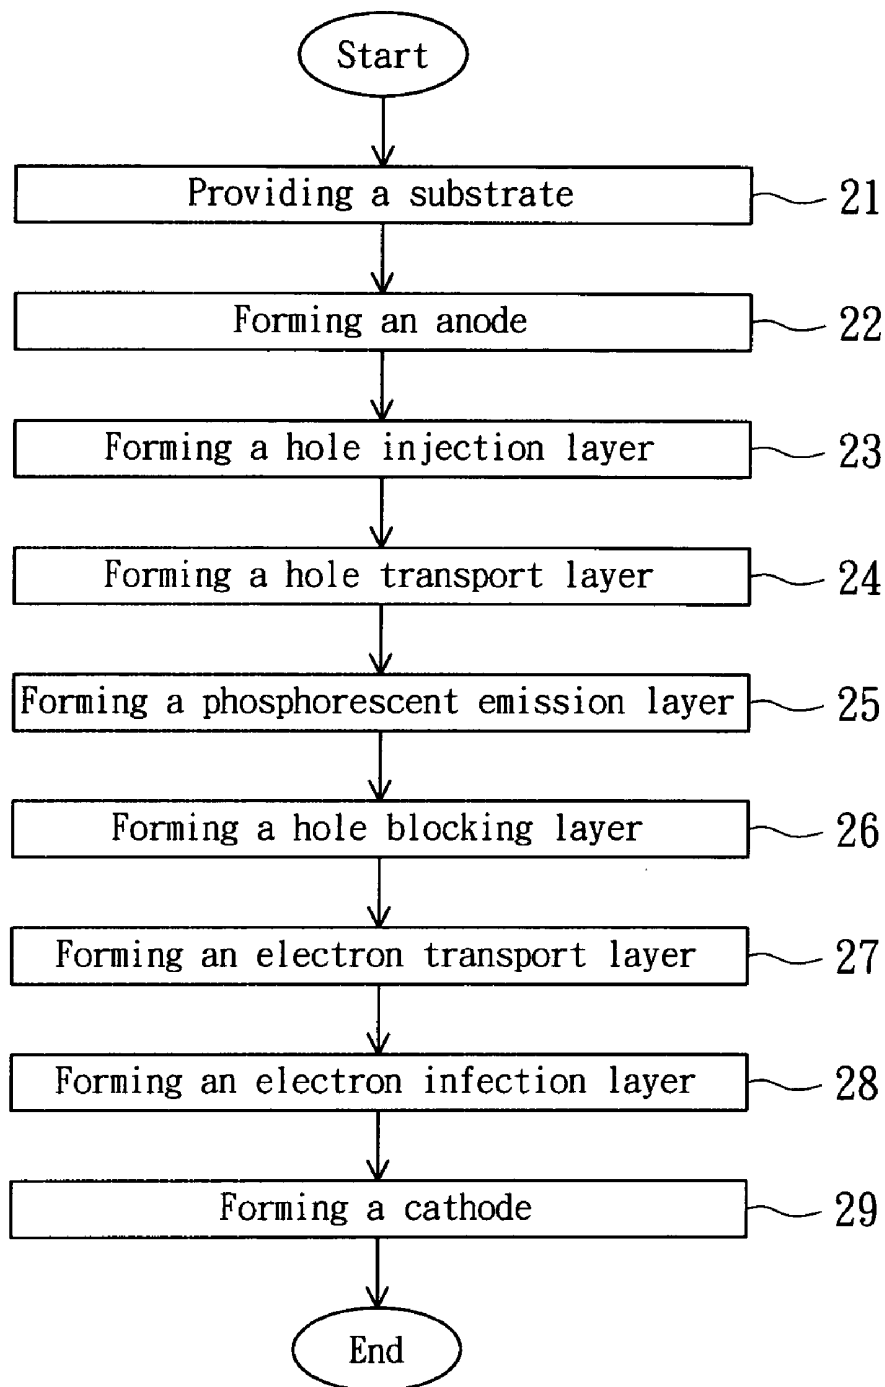 Start
Providing a substrate 21
Forming an anode 22
Forming a hole injection layer 23
Forming a hole transport layer 24
Forming a phosphorescent emission layer 25
Forming a hole blocking layer 26
Forming an electron transport layer 27
Forming an electron infection layer 28
Forming a cathode 29
End